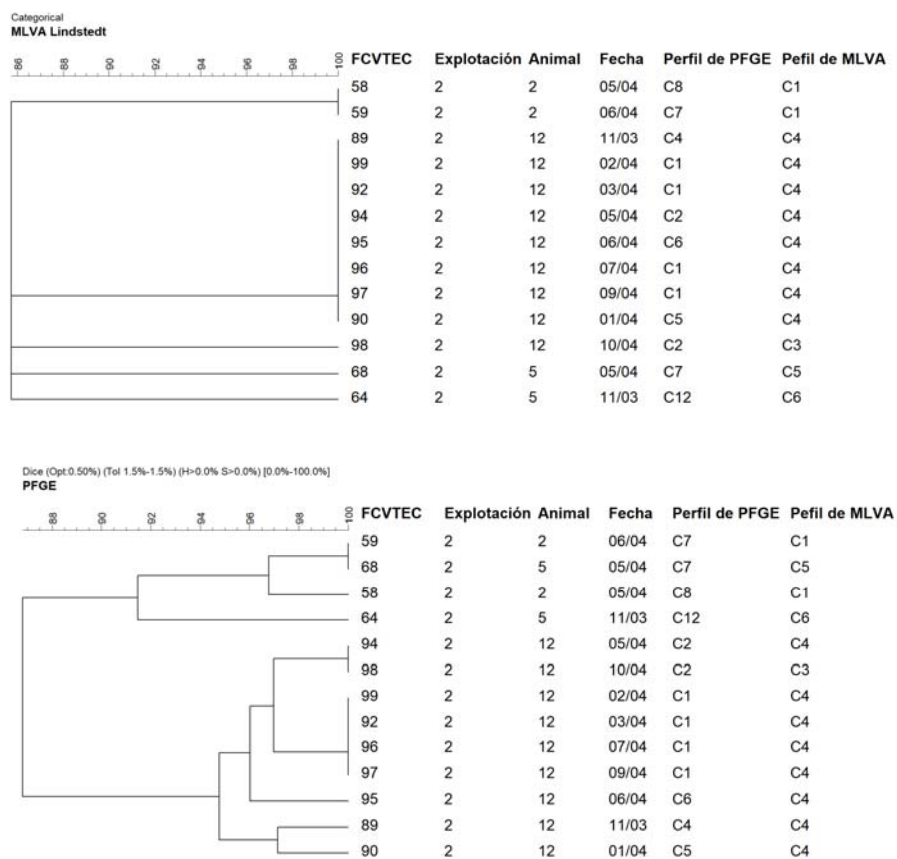 Categorical
MLVA Lindstedt
86 88 90 92 94 96 98 100
FCVTEC Explotación Animal Fecha Perfil de PFGE Pefil de MLVA
58 2 2 05/04 C8 C1
59 2 2 06/04 C7 C1
89 2 12 11/03 C4 C4
99 2 12 02/04 C1 C4
92 2 12 03/04 C1 C4
94 2 12 05/04 C2 C4
95 2 12 06/04 C6 C4
96 2 12 07/04 C1 C4
97 2 12 09/04 C1 C4
90 2 12 01/04 C5 C4
98 2 12 10/04 C2 C3
68 2 5 05/04 C7 C5
64 2 5 11/03 C12 C6
Dice (Opt:0.50%) (Tol 1.5%-1.5%) (H>0.0% S>0.0%) [0.0%-100.0%]
PFGE
88 90 92 94 96 98 100
FCVTEC Explotación Animal Fecha Perfil de PFGE Pefil de MLVA
59 2 2 06/04 C7 C1
68 2 5 05/04 C7 C5
58 2 2 05/04 C8 C1
64 2 5 11/03 C12 C6
94 2 12 05/04 C2 C4
98 2 12 10/04 C2 C3
99 2 12 02/04 C1 C4
92 2 12 03/04 C1 C4
96 2 12 07/04 C1 C4
97 2 12 09/04 C1 C4
95 2 12 06/04 C6 C4
89 2 12 11/03 C4 C4
90 2 12 01/04 C5 C4